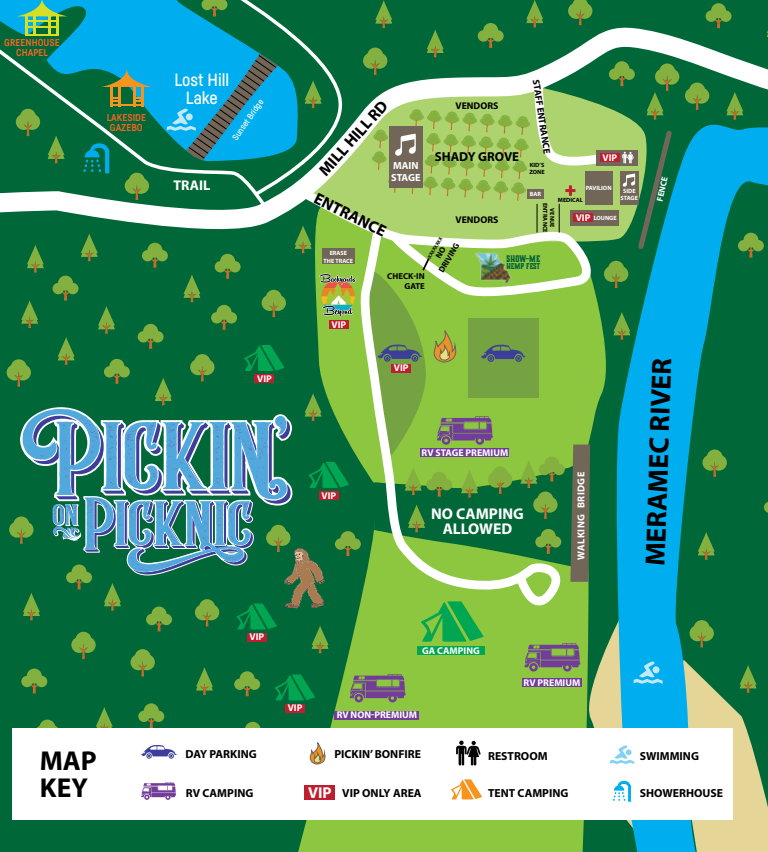 GREENHOUSE
CHAPEL
Lost Hill
Lake
LAKESIDE
GAZEBO
Sunset Bridge
TRAIL
MILL HILL RD
STAFF ENTRANCE
VENDORS
MAIN
STAGE
SHADY GROVE
KID'S
ZONE
BAR
VIP
MEDICAL
PAVILION
SIDE
STAGE
VIP LOUNGE
FENCE
VENDORS
VENUE
ENTRANCE
ENTRANCE
ERASE
THE TRACE
Backyards
Beyond
VIP
NO
DRIVING
CHECK-IN
GATE
SHOW-ME
HEMP FEST
VIP
VIP
RV STAGE PREMIUM
PICKIN'
ON
PICKNIC
VIP
NO CAMPING
ALLOWED
WALKING BRIDGE
MERAMEC RIVER
VIP
GA CAMPING
RV PREMIUM
VIP
RV NON-PREMIUM
MAP
KEY
DAY PARKING
PICKIN' BONFIRE
RESTROOM
SWIMMING
RV CAMPING
VIP VIP ONLY AREA
TENT CAMPING
SHOWERHOUSE